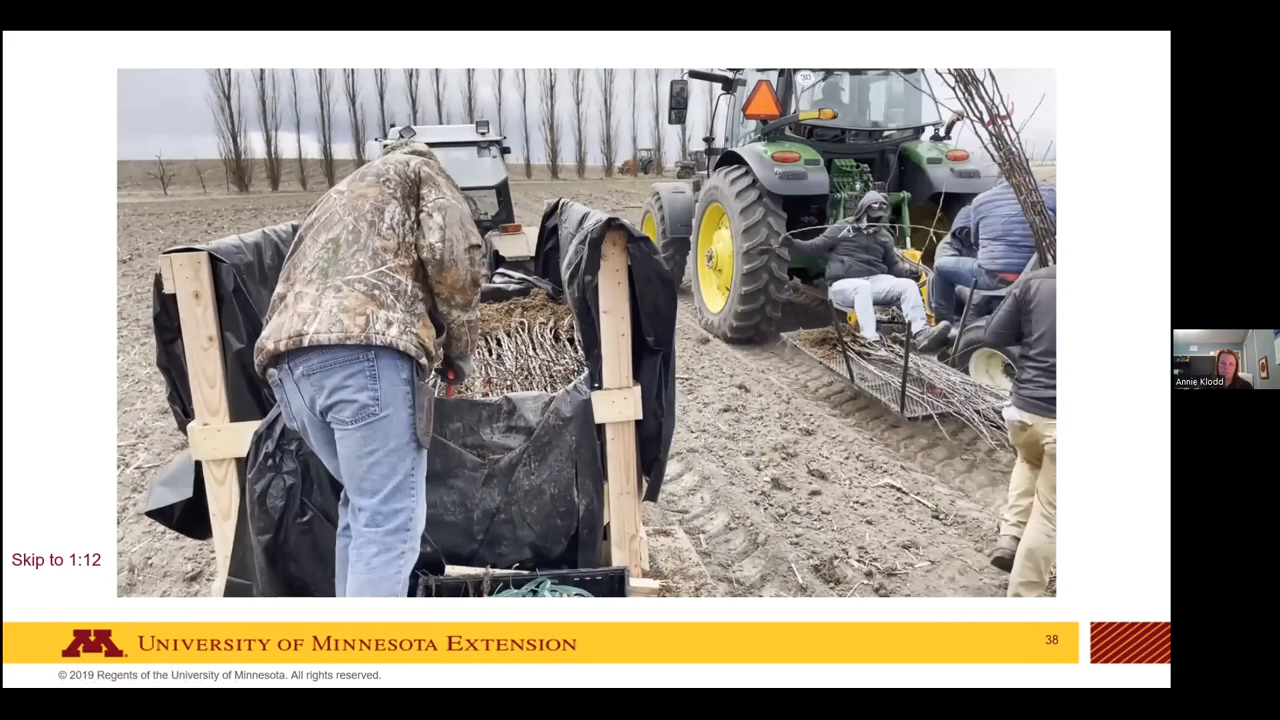 30
Annie Klodd
Skip to 1:12
M
UNIVERSITY OF MINNESOTA EXTENSION
38
© 2019 Regents of the University of Minnesota. All rights reserved.